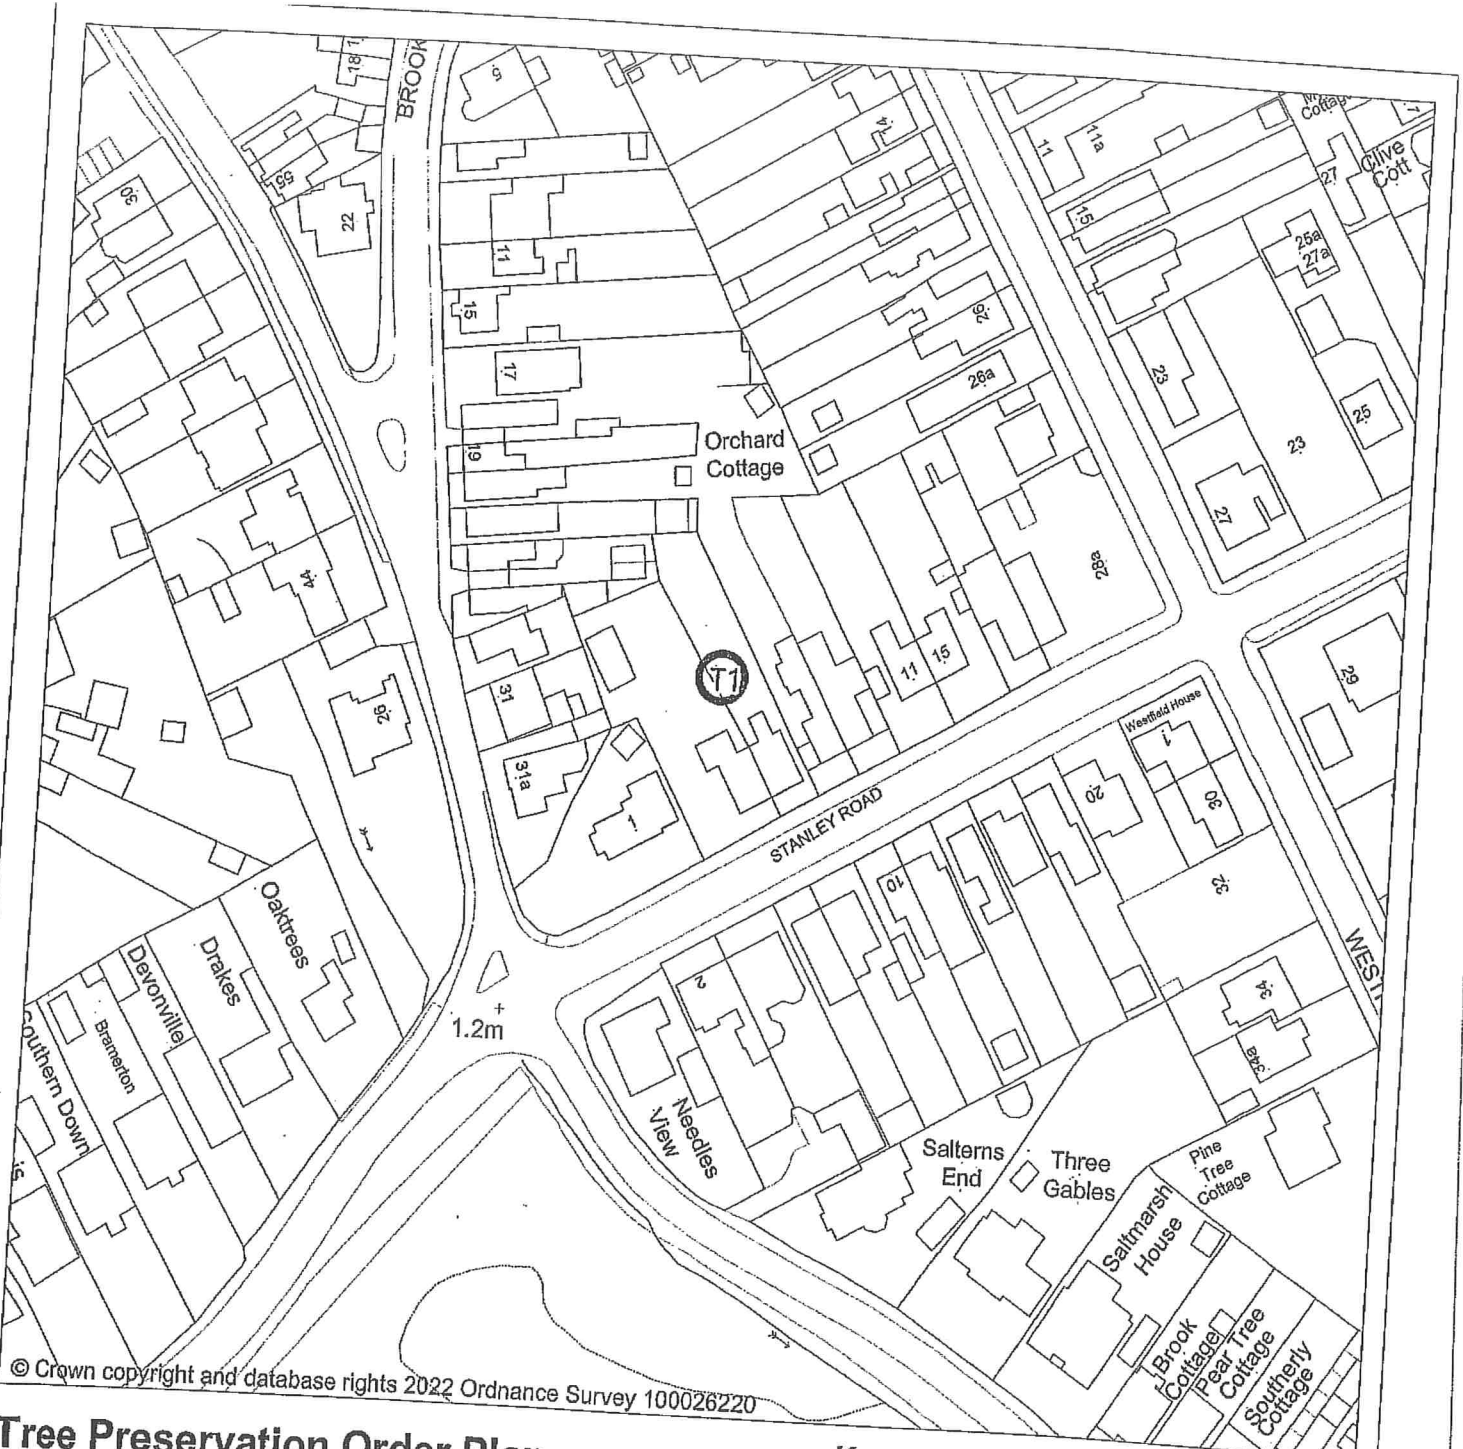 BROOK
18
5
14
11
11a
Cottage
Clive
Cott
27
55
30
22
11
15
15
25a
27a
26
17
26a
23
25
23
19
Orchard
Cottage
27
44
28a
T1
11
15
31
26
29
Westfield House
1
31a
1
STANLEY ROAD
20
30
10
32
Oaktrees
Drakes
Devonville
Bramerton
Southern Down
2
34
34a
WEST
1.2m
Needles
View
Salterns
End
Three
Gables
Pine
Tree
Cottage
Saltmarsh
House
Brook
Cottage
Pear Tree
Cottage
Southerly
Cottage
© Crown copyright and database rights 2022 Ordnance Survey 100026220
Tree Preservation Order Plan